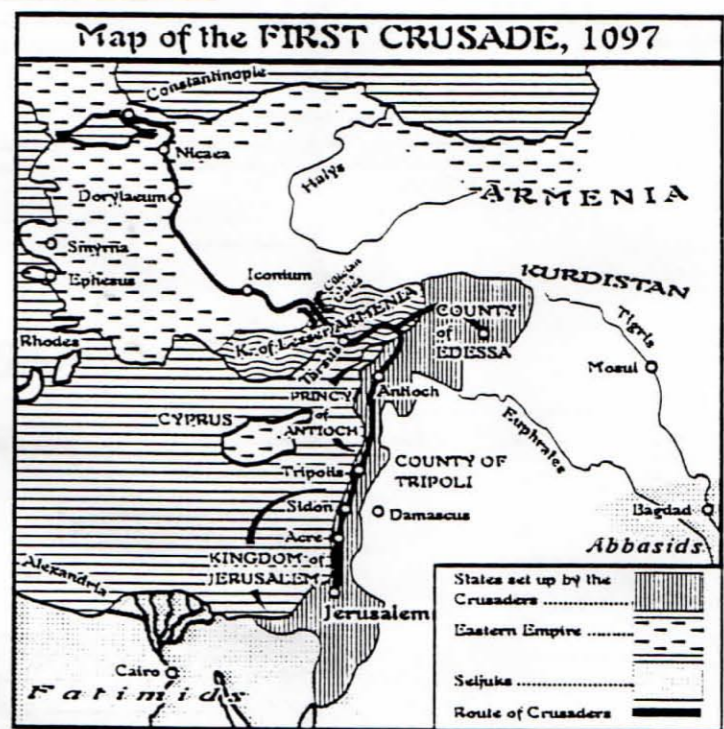 Map of the FIRST CRUSADE, 1097
Constantinople
Nicaea
Halys
Dorylaeum
ARMENIA
Smyrna
Ephesus
Iconium
Cilician
Gates
KURDISTAN
Tigris
Rhodes
K. of Lesser ARMENIA
COUNTY
of
EDESSA
Tarsus
Mosul
Antioch
PRINCY
of
ANTIOCH
CYPRUS
Euphrates
Tripolis
COUNTY OF
TRIPOLI
Sidon
Damascus
Bagdad
Acre
Abbasids
KINGDOM of
JERUSALEM
Alexandria
Jerusalem
Cairo
Fatimids
States set up by the
Crusaders ..............
Eastern Empire ........
Seljuks ....................
Route of Crusaders